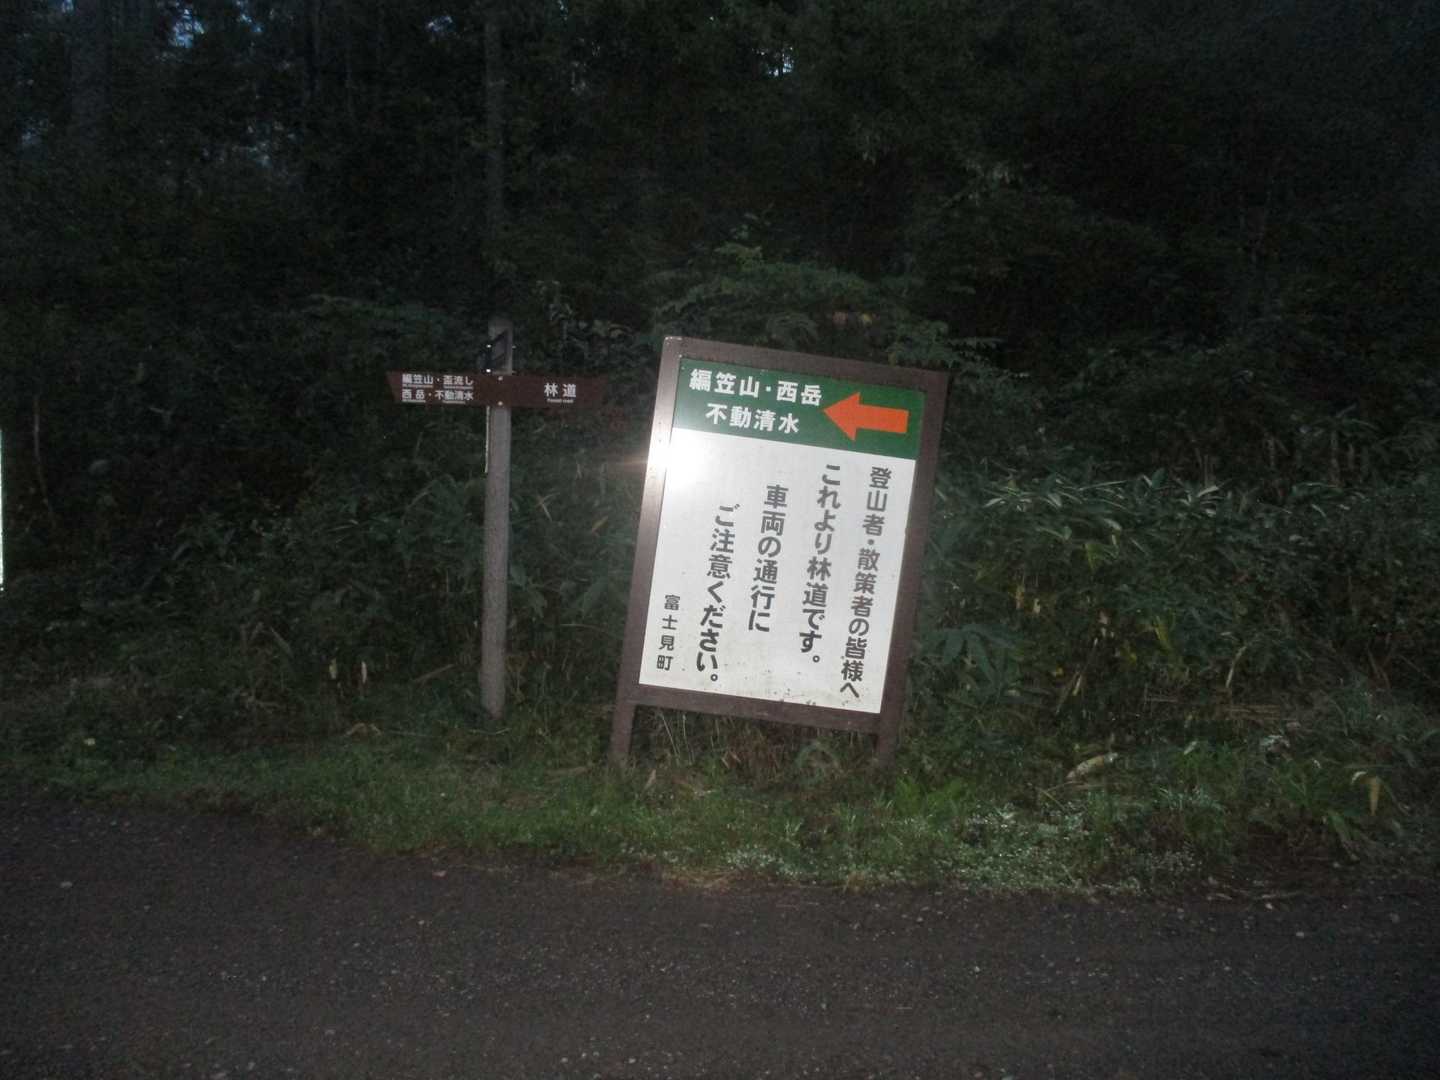 編笠山・盃流し
西岳・不動清水
林道
Forest road
編笠山・西岳
不動清水
登山者・散策者の皆様へ
これより林道です。
車両の通行に
ご注意ください。
富士見町